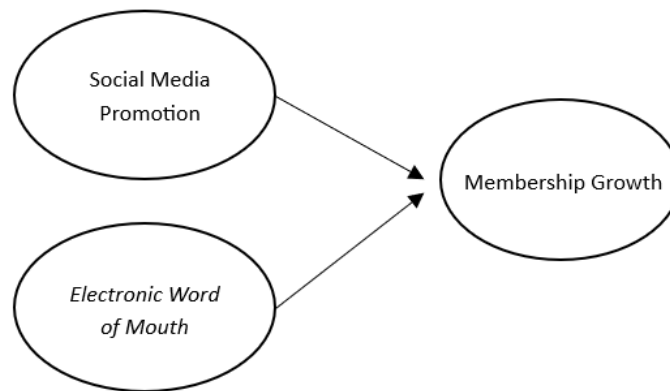 Social Media
Promotion
Membership Growth
Electronic Word
of Mouth